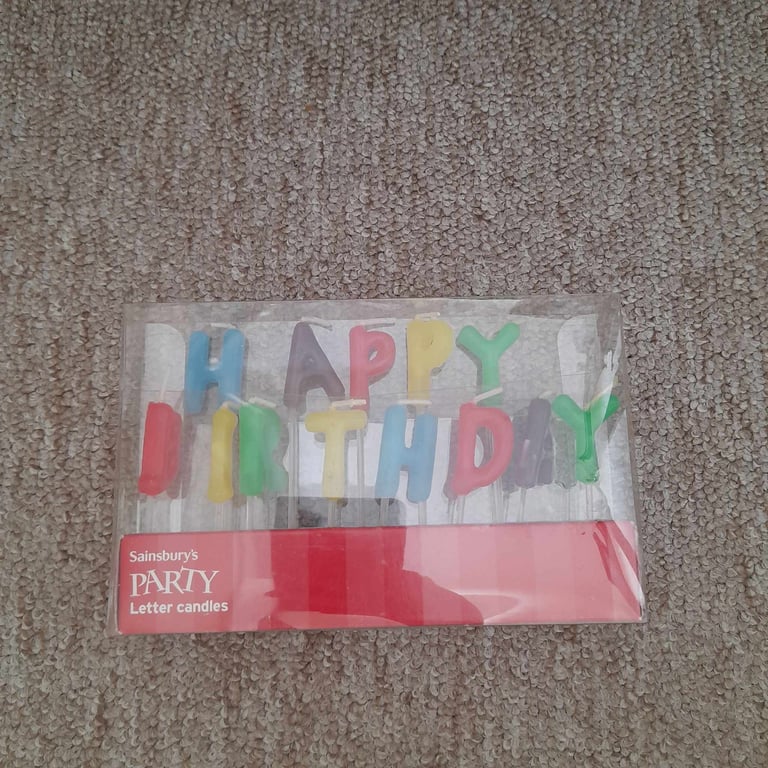 HAPPY
BIRTHDAY
Sainsbury's
PARTY
Letter candles